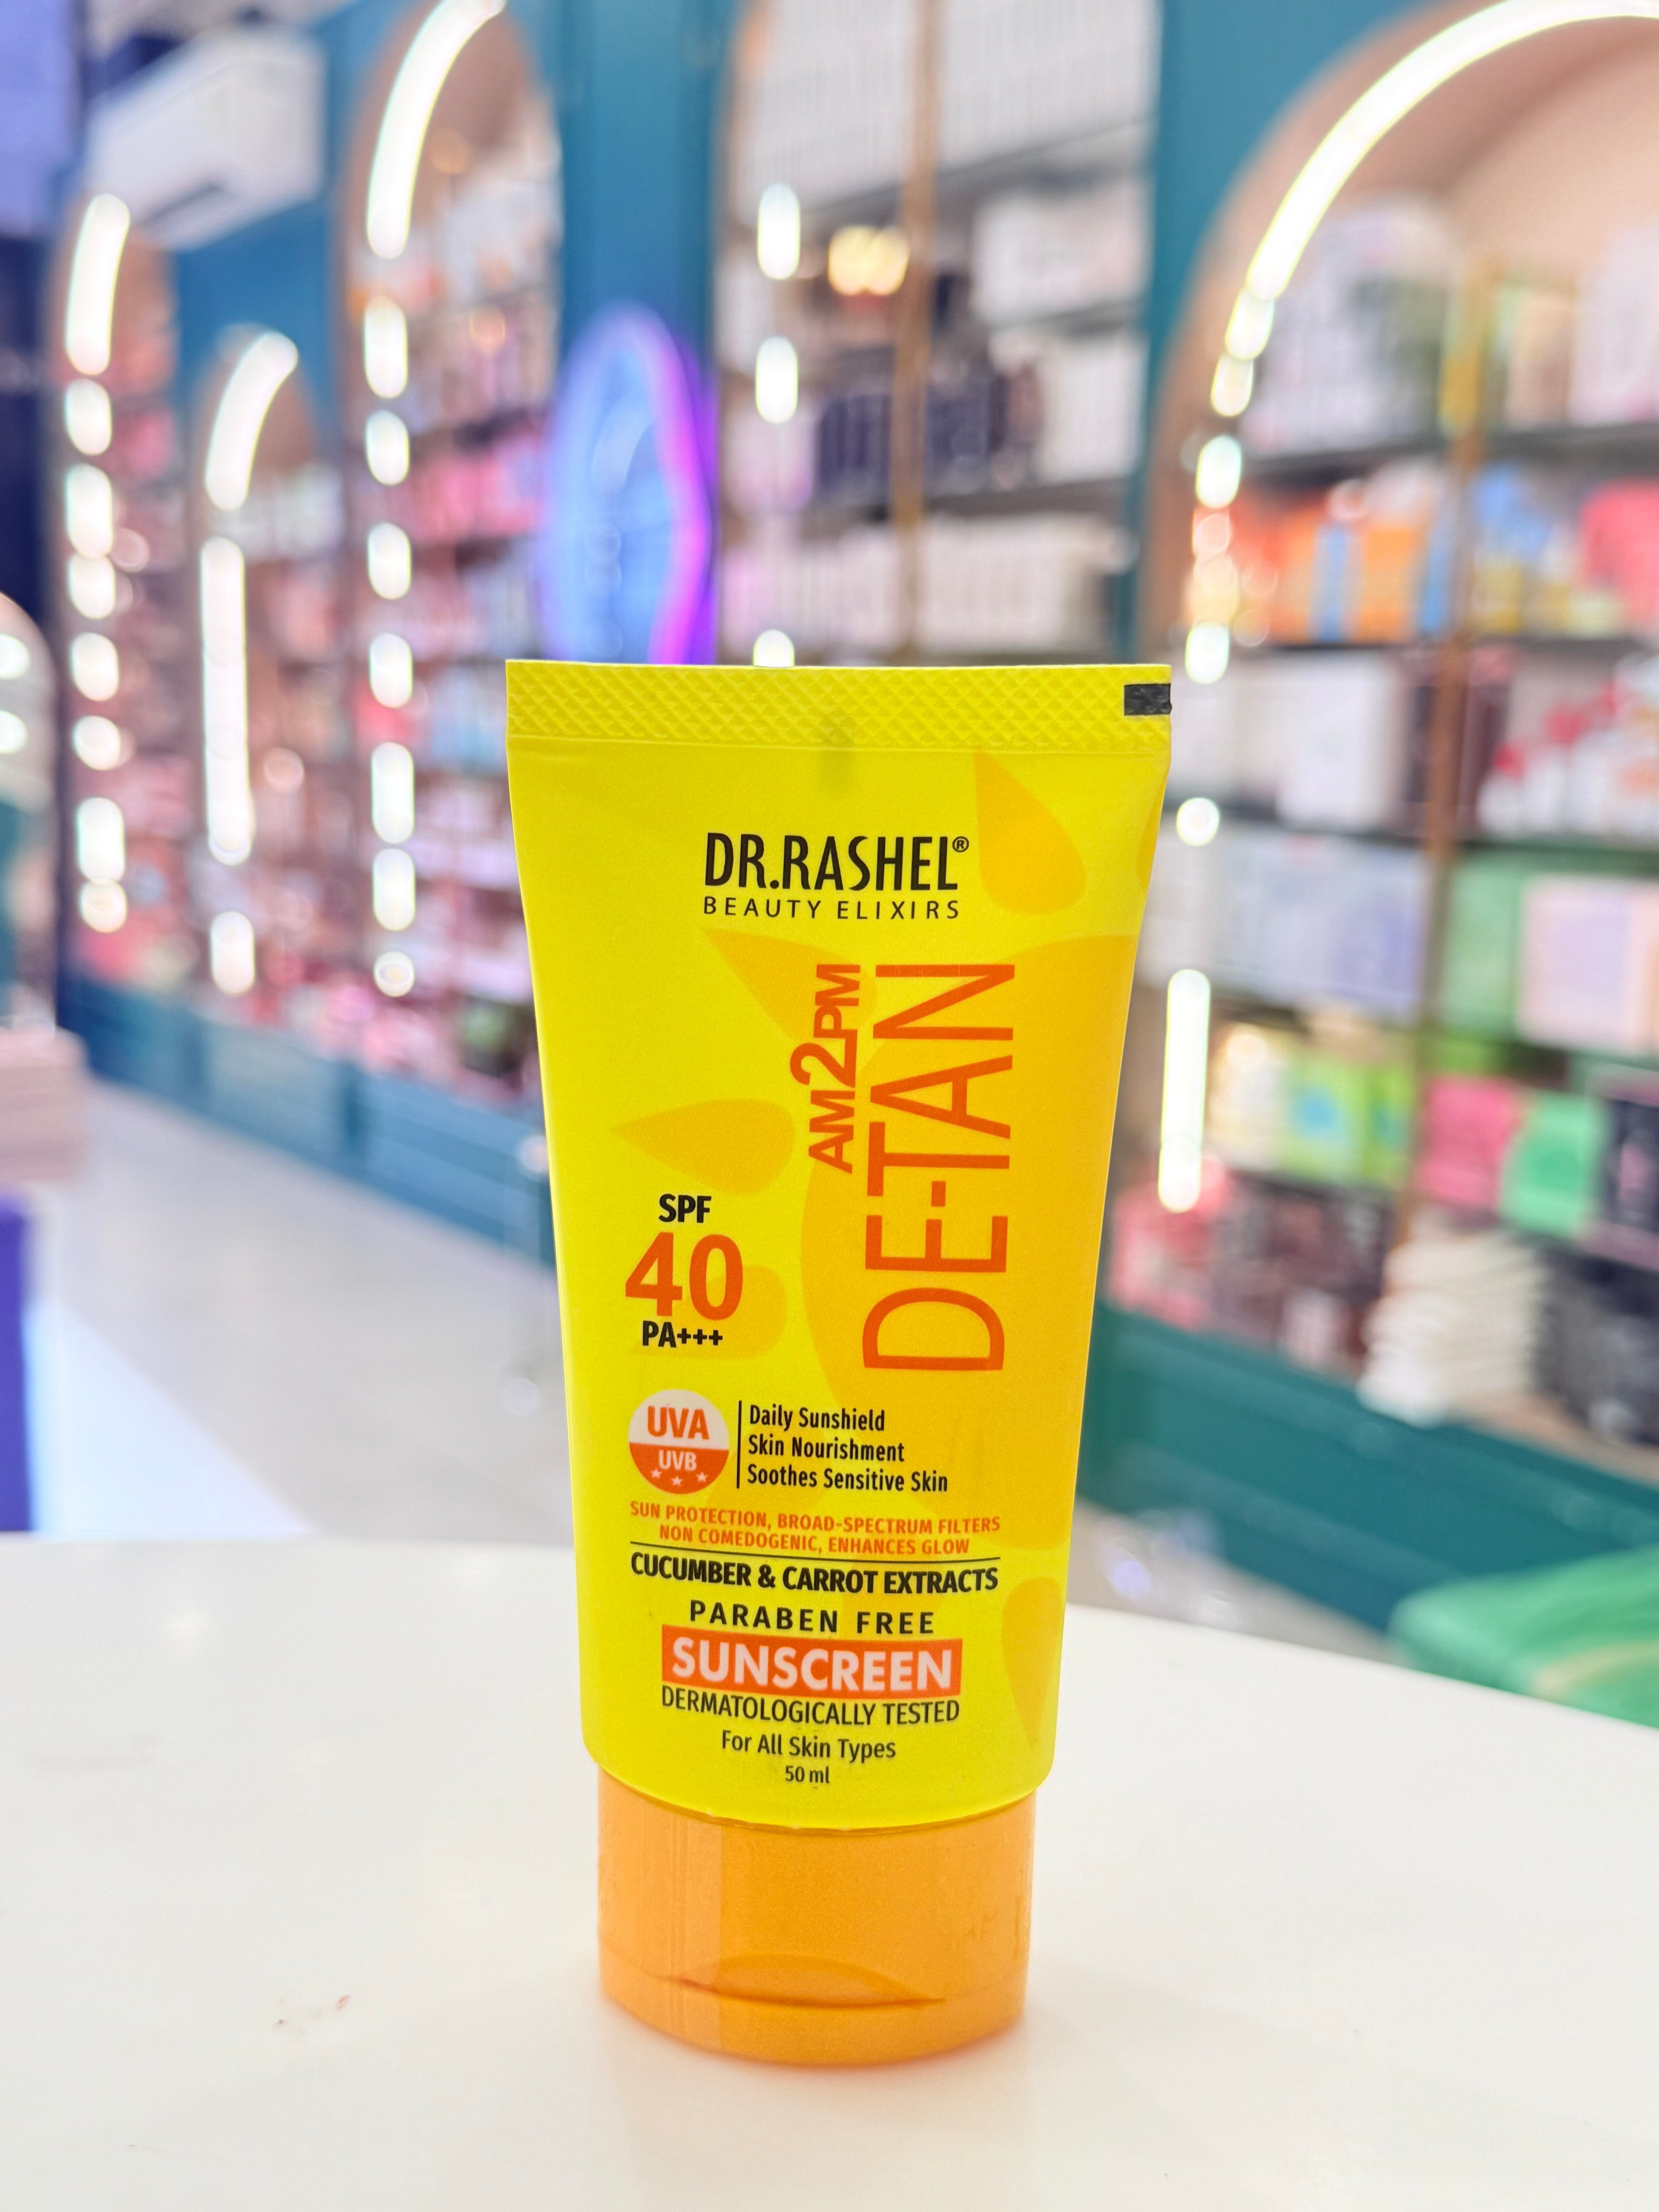 DR.RASHEL®
BEAUTY ELIXIRS
AM2PM
DE-TAN
SPF
40
PA+++
UVA
UVB
Daily Sunshield
Skin Nourishment
Soothes Sensitive Skin
SUN PROTECTION, BROAD-SPECTRUM FILTERS
NON COMEDOGENIC, ENHANCES GLOW
CUCUMBER & CARROT EXTRACTS
PARABEN FREE
SUNSCREEN
DERMATOLOGICALLY TESTED
For All Skin Types
50 ml